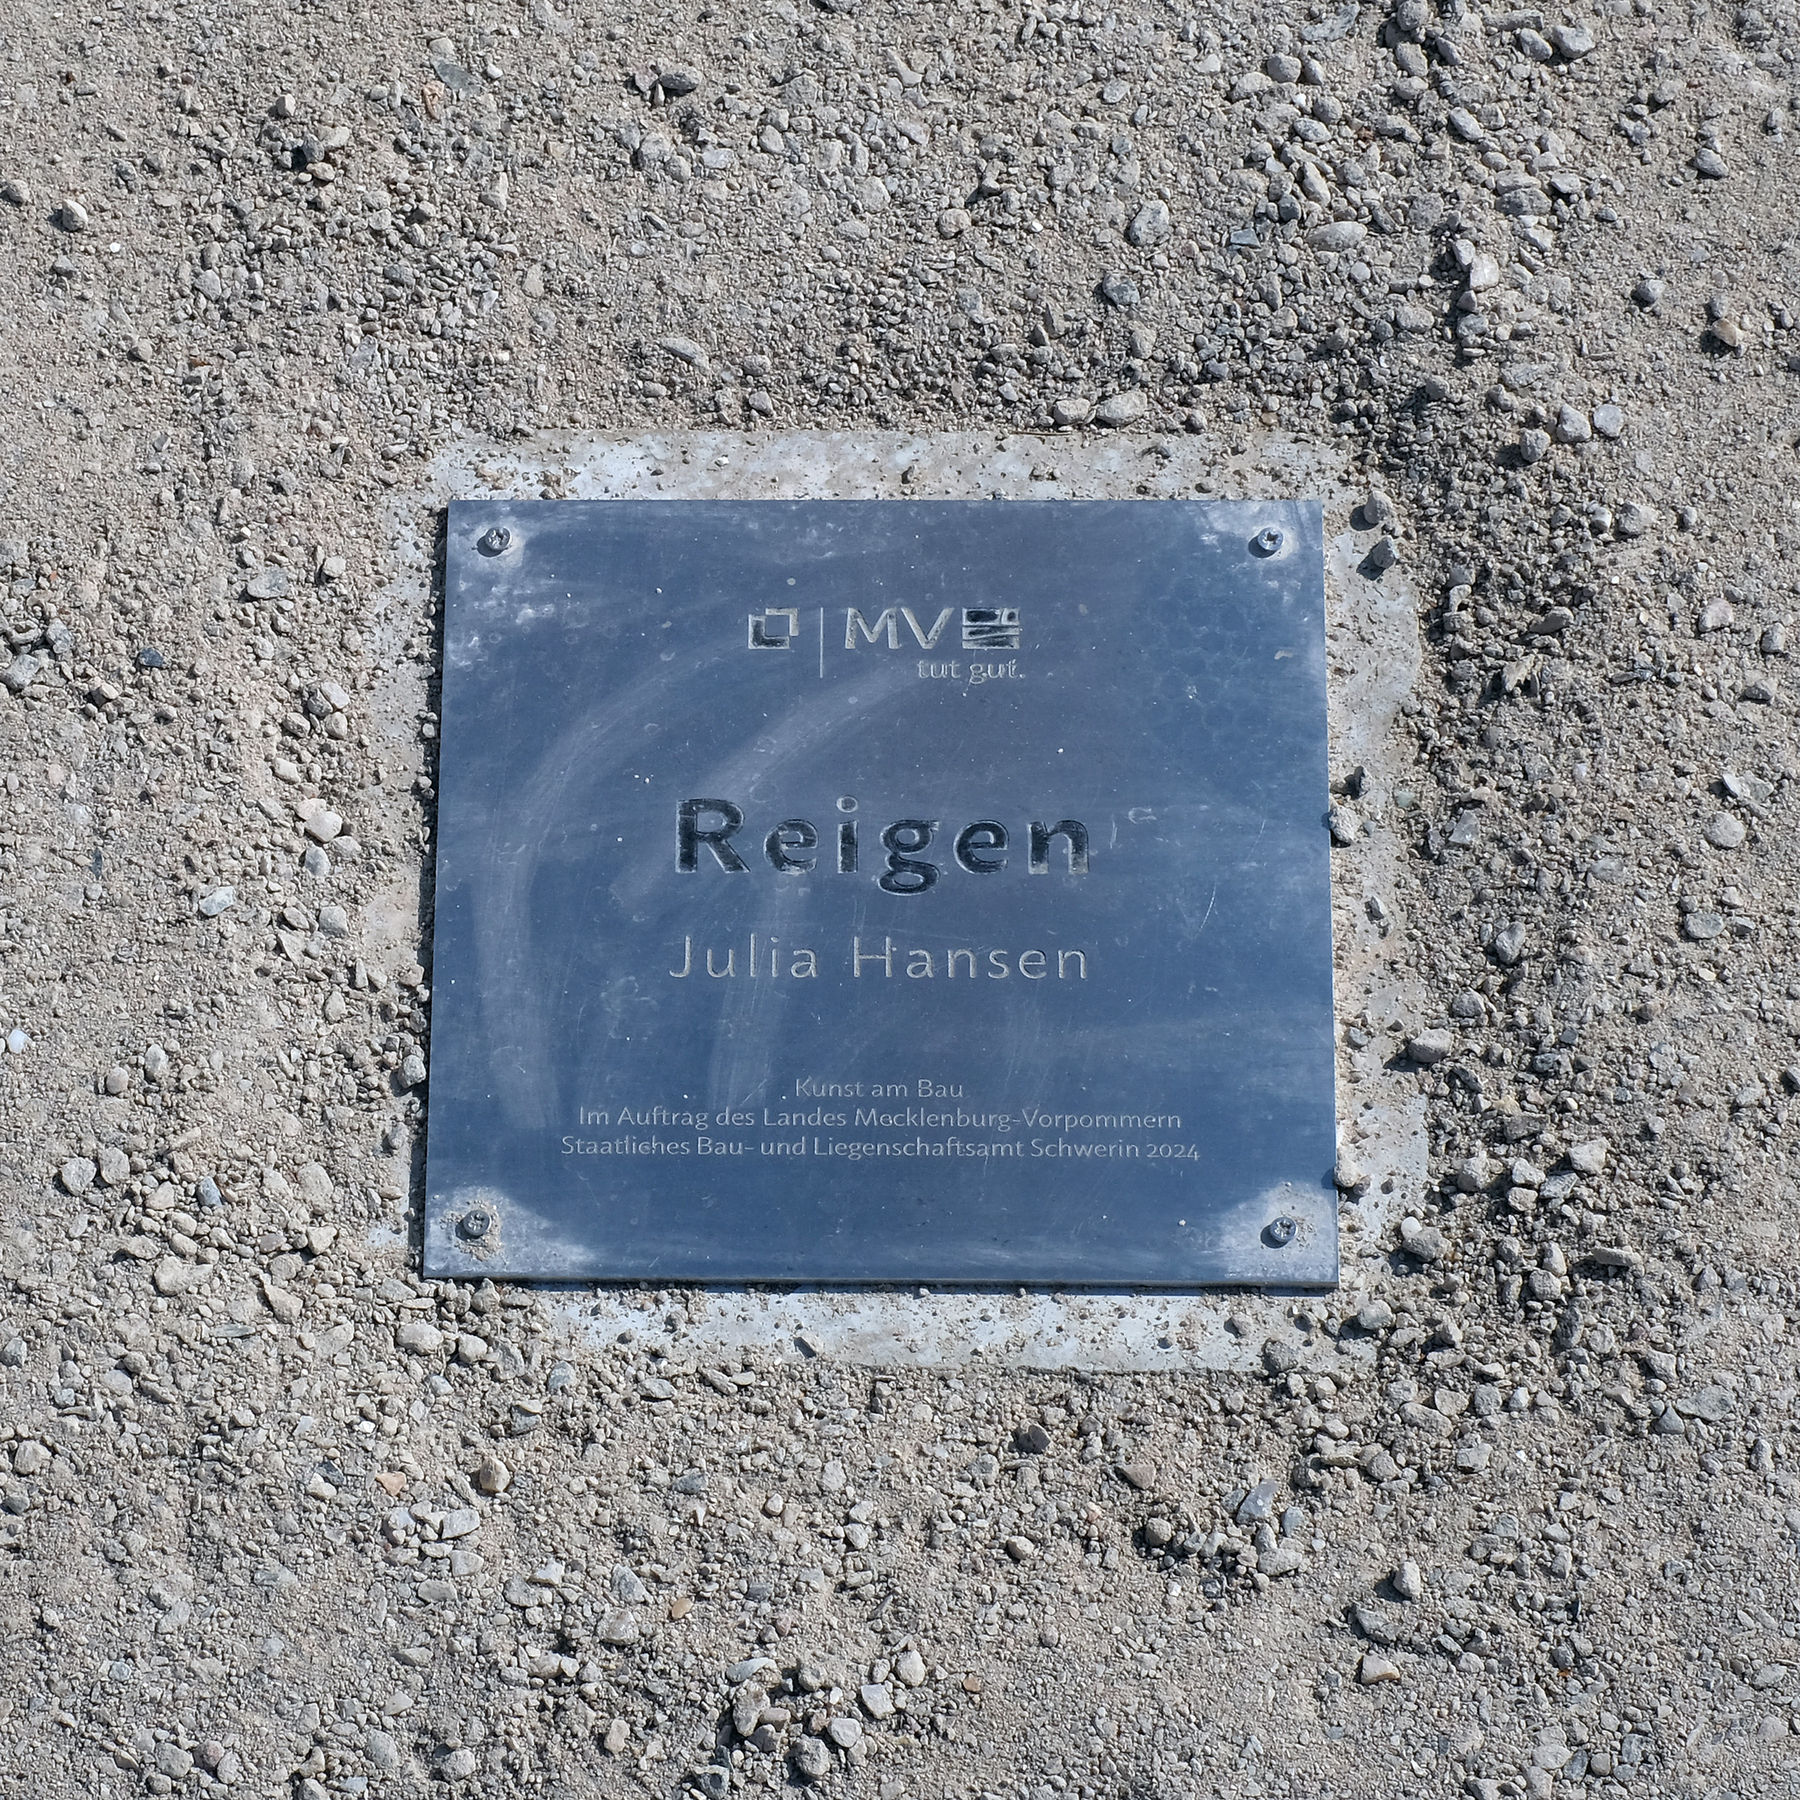 MV
tut gut.
Reigen
Julia Hansen
Kunst am Bau
Im Auftrag des Landes Mecklenburg-Vorpommern
Staatliches Bau- und Liegenschaftsamt Schwerin 2024